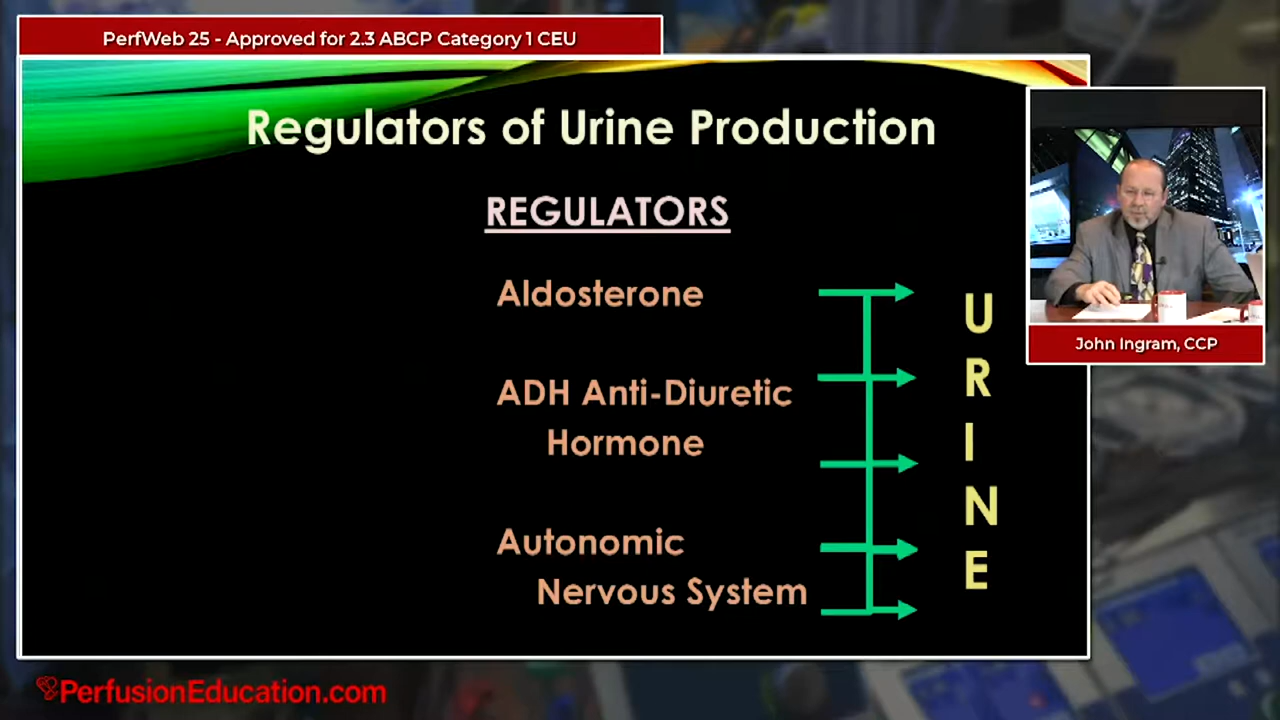 PerfWeb 25 - Approved for 2.3 ABCP Category 1 CEU
Regulators of Urine Production
REGULATORS
Aldosterone
ADH Anti-Diuretic
Hormone
Autonomic
Nervous System
U
R
I
N
E
John Ingram, CCP
PerfusionEducation.com